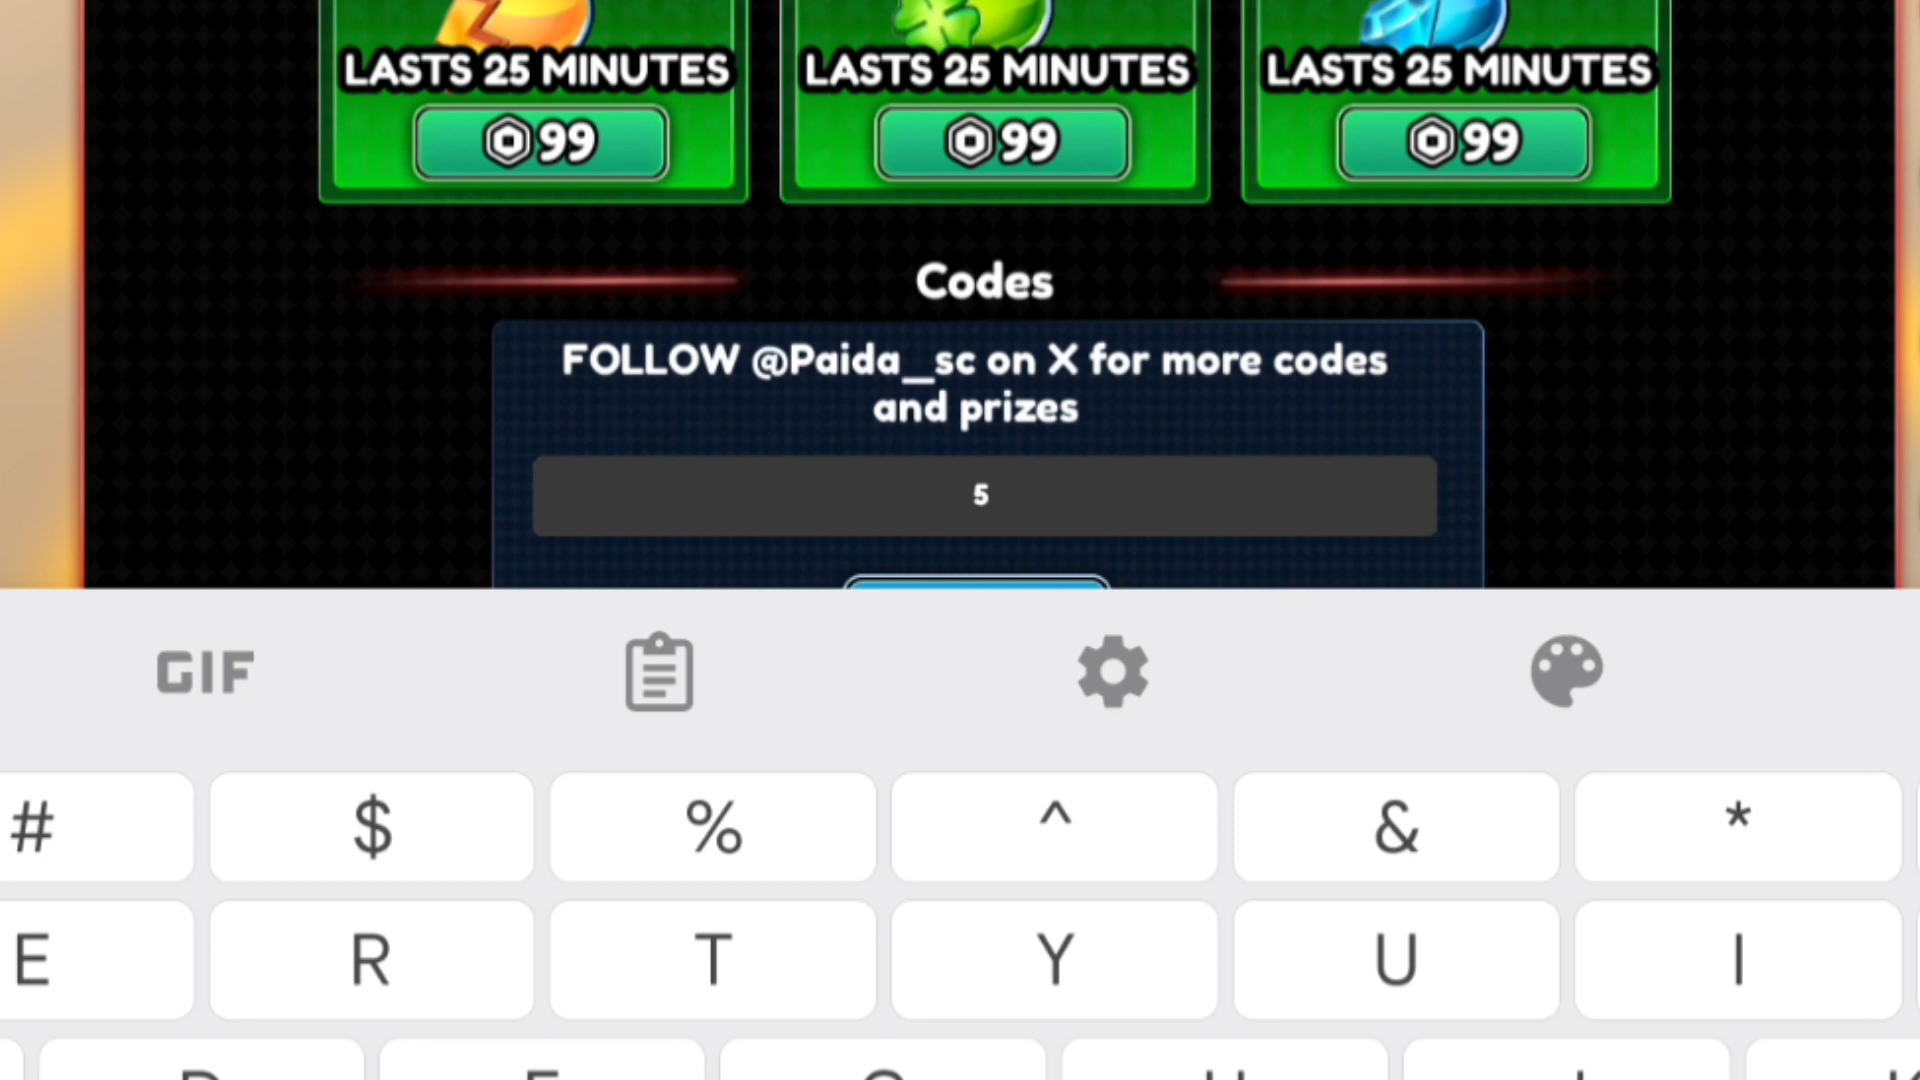 LASTS 25 MINUTES LASTS 25 MINUTES LASTS 25 MINUTES
99 99 99
Codes
FOLLOW @Paida_sc on X for more codes
and prizes
5
GIF
# $ % ^ & *
E R T Y U I